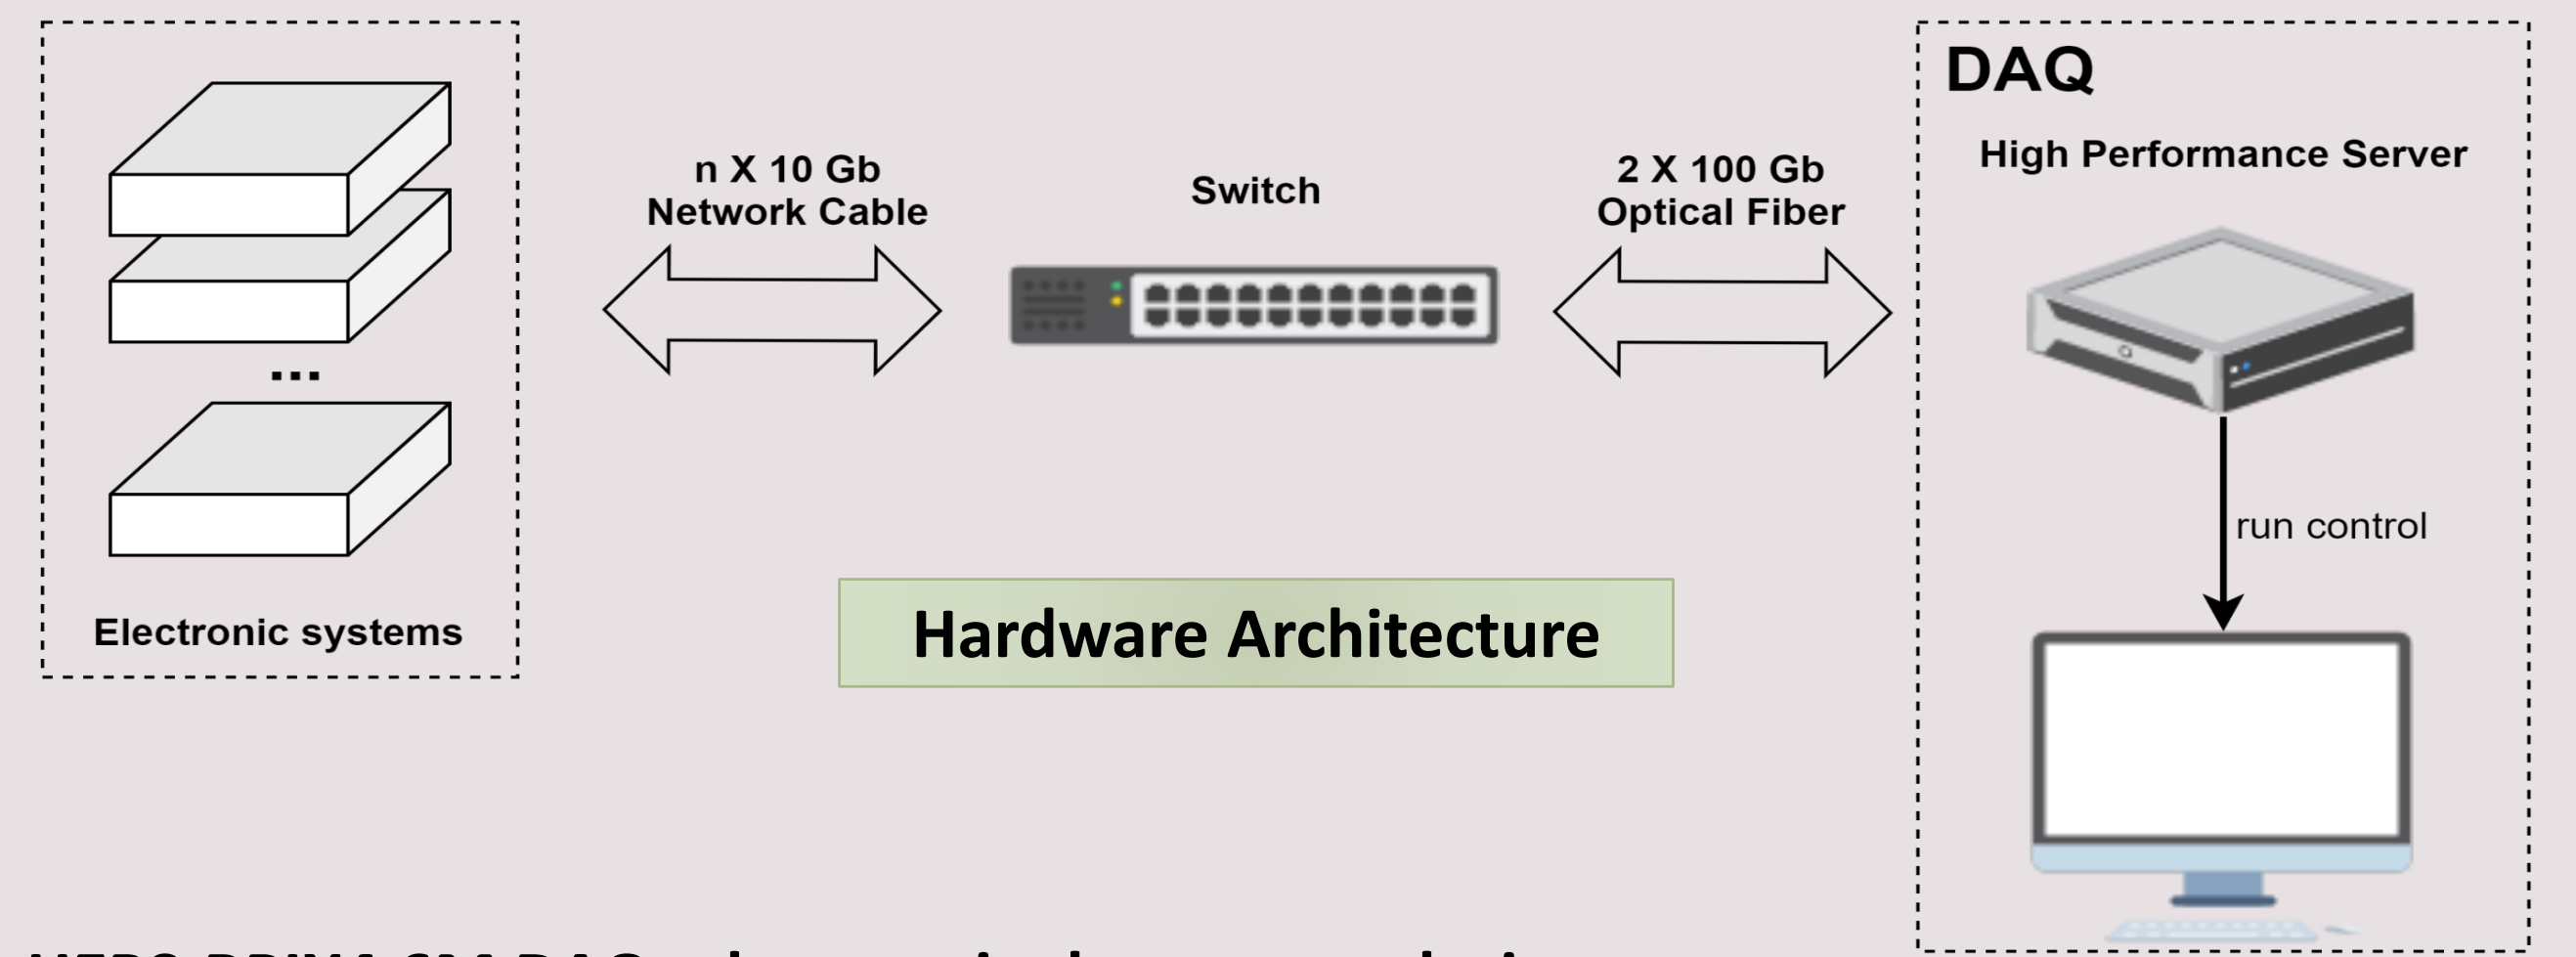 DAQ
High Performance Server
n X 10 Gb
Network Cable
Switch
2 X 100 Gb
Optical Fiber
...
run control
Electronic systems
Hardware Architecture